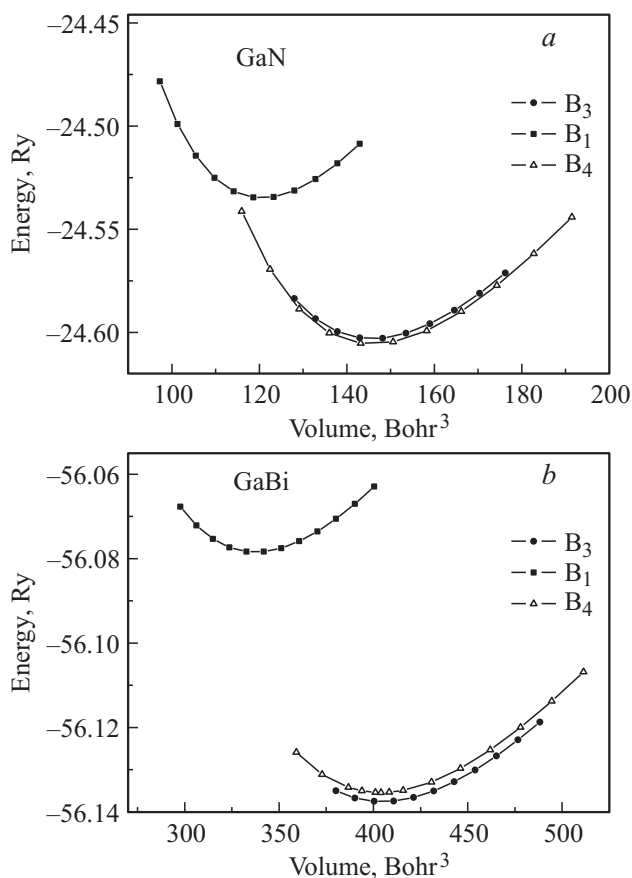 −24.45
a
GaN
−24.50
B3
B1
B4
Energy, Ry
−24.55
−24.60
100 120 140 160 180 200
Volume, Bohr3
−56.06
b
GaBi
−56.08
B3
B1
B4
Energy, Ry
−56.10
−56.12
−56.14
300 350 400 450 500
Volume, Bohr3